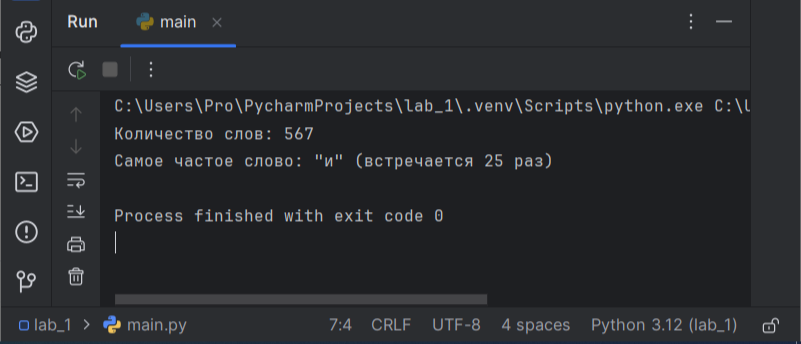 Run
main
C:\Users\Pro\PycharmProjects\lab_1\.venv\Scripts\python.exe C:\U
Количество слов: 567
Самое частое слово: "и" (встречается 25 раз)
Process finished with exit code 0
lab_1 > main.py 7:4 CRLF UTF-8 4 spaces Python 3.12 (lab_1)